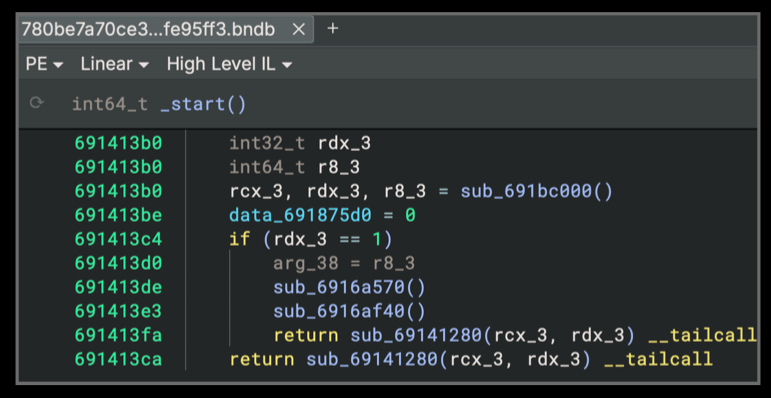 780be7a70ce3...fe95ff3.bndb × +
PE ▾ Linear ▾ High Level IL ▾
int64_t _start()
691413b0 int32_t rdx_3
691413b0 int64_t r8_3
691413b0 rcx_3, rdx_3, r8_3 = sub_691bc000()
691413be data_691875d0 = 0
691413c4 if (rdx_3 == 1)
691413d0 arg_38 = r8_3
691413de sub_6916a570()
691413e3 sub_6916af40()
691413fa return sub_69141280(rcx_3, rdx_3) __tailcall
691413ca return sub_69141280(rcx_3, rdx_3) __tailcall